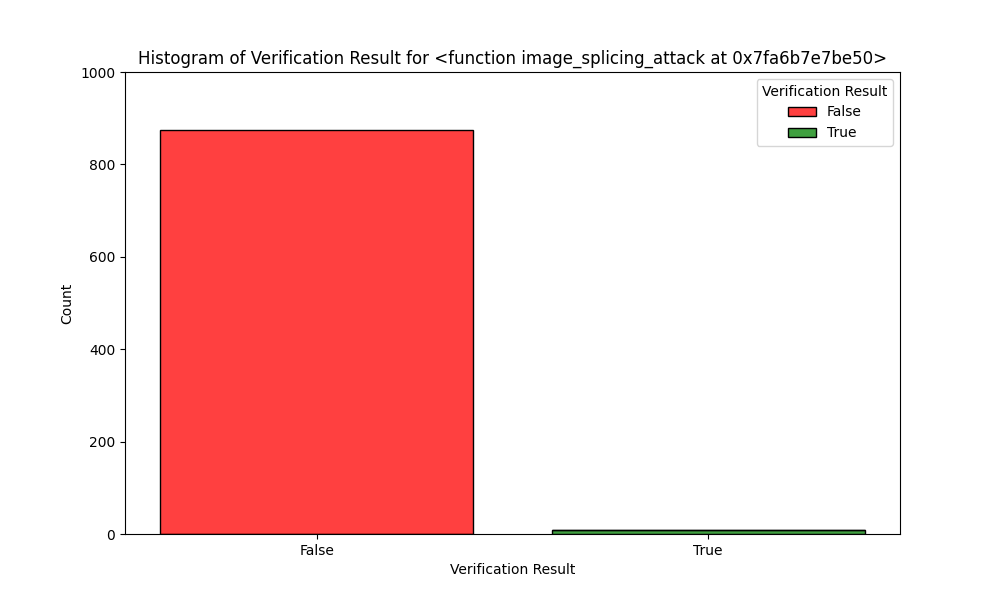 Histogram of Verification Result for <function image_splicing_attack at 0x7fa6b7e7be50>
1000
800
600
400
200
0
Count
Verification Result
False
True
False
True
Verification Result